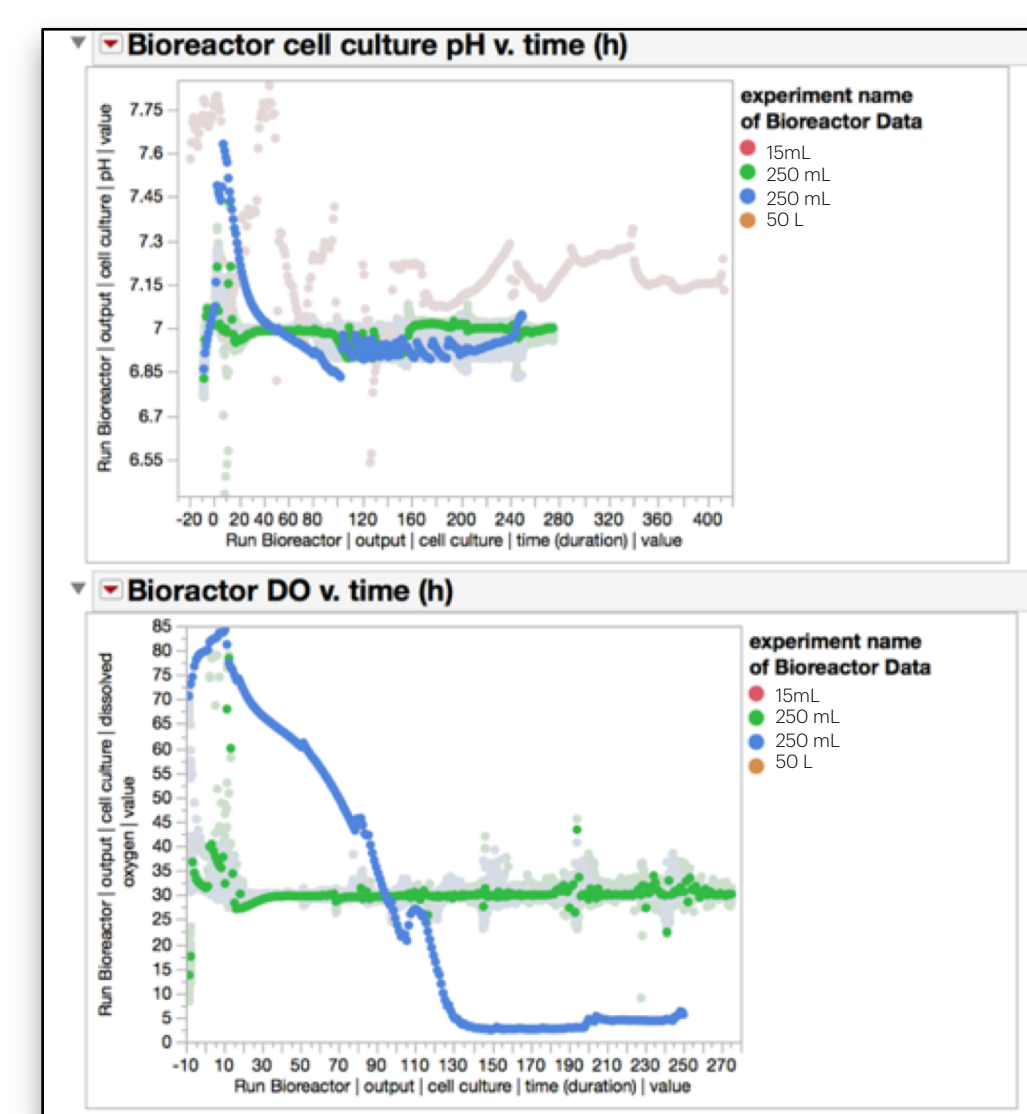 Bioreactor cell culture pH v. time (h)
Run Bioreactor | output | cell culture | pH | value
7.75
7.6
7.45
7.3
7.15
7
6.85
6.7
6.55
-20 0 20 40 60 80 120 160 200 240 280 320 360 400
Run Bioreactor | output | cell culture | time (duration) | value
experiment name
of Bioreactor Data
15mL
250 mL
250 mL
50 L
Bioractor DO v. time (h)
Run Bioreactor | output | cell culture | dissolved
oxygen | value
85
80
75
70
65
60
55
50
45
40
35
30
25
20
15
10
5
0
-10 10 30 50 70 90 110 130 150 170 190 210 230 250 270
Run Bioreactor | output | cell culture | time (duration) | value
experiment name
of Bioreactor Data
15mL
250 mL
250 mL
50 L